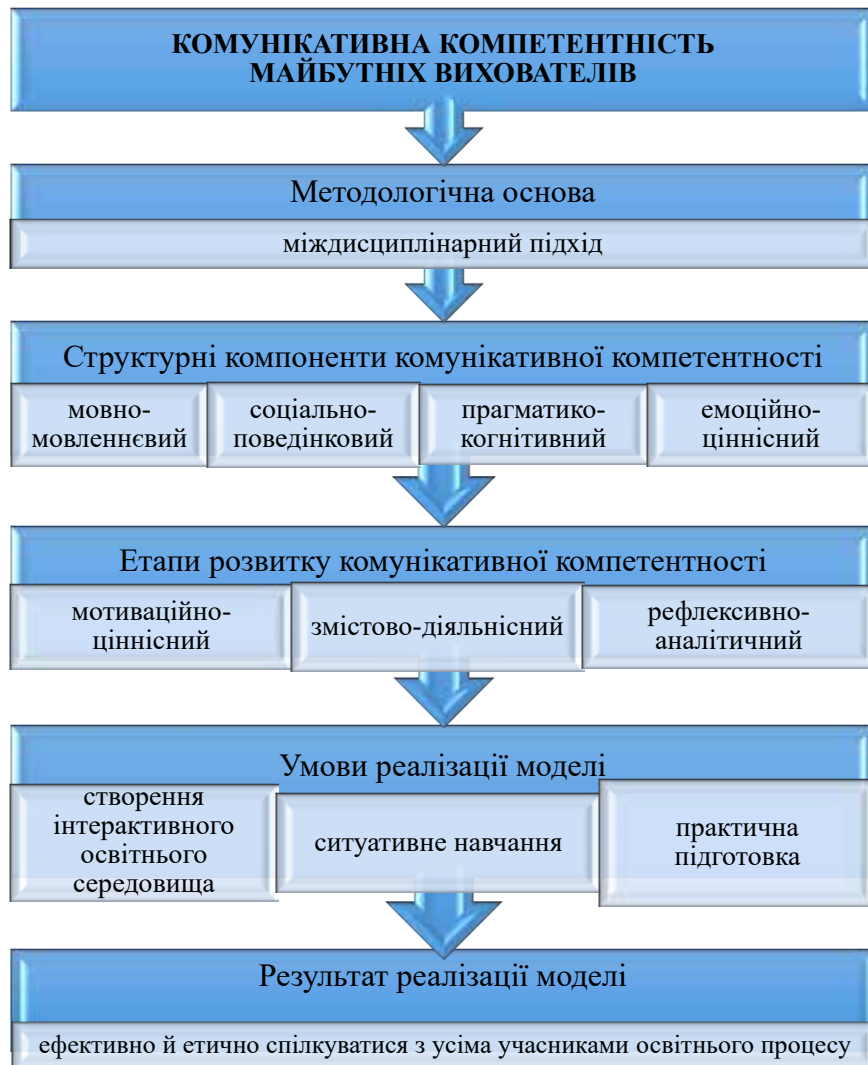 КОМУНІКАТИВНА КОМПЕТЕНТНІСТЬ
МАЙБУТНІХ ВИХОВАТЕЛІВ
Методологічна основа
міждисциплінарний підхід
Структурні компоненти комунікативної компетентності
мовно-
мовленнєвий
соціально-
поведінковий
прагматико-
когнітивний
емоційно-
ціннісний
Етапи розвитку комунікативної компетентності
мотиваційно-
ціннісний
змістово-діяльнісний
рефлексивно-
аналітичний
Умови реалізації моделі
створення
інтерактивного
освітнього
середовища
ситуативне навчання
практична
підготовка
Результат реалізації моделі
ефективно й етично спілкуватися з усіма учасниками освітнього процесу